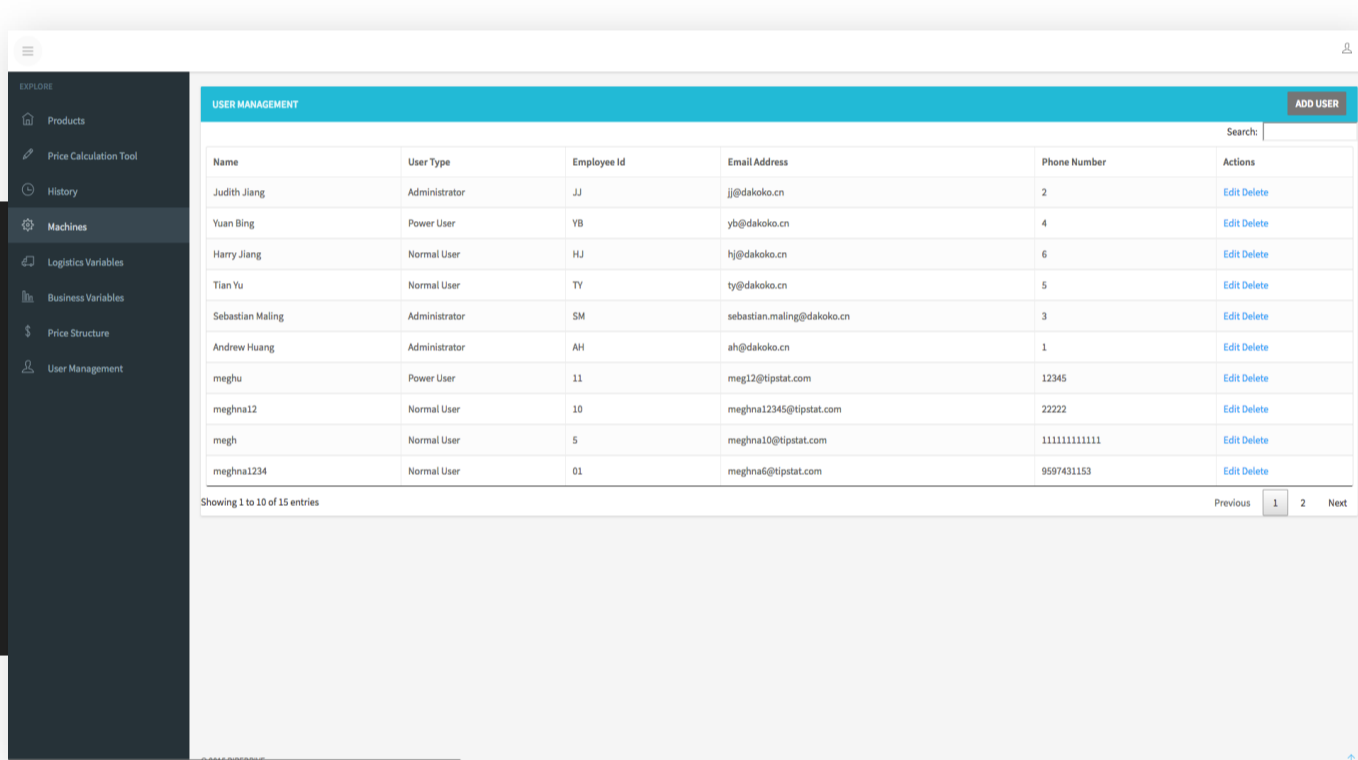 EXPLORE
Products
Price Calculation Tool
History
Machines
Logistics Variables
Business Variables
Price Structure
User Management
USER MANAGEMENT ADD USER
Search:
Name User Type Employee Id Email Address Phone Number Actions
Judith Jiang Administrator JJ jj@dakoko.cn 2 Edit Delete
Yuan Bing Power User YB yb@dakoko.cn 4 Edit Delete
Harry Jiang Normal User HJ hj@dakoko.cn 6 Edit Delete
Tian Yu Normal User TY ty@dakoko.cn 5 Edit Delete
Sebastian Maling Administrator SM sebastian.maling@dakoko.cn 3 Edit Delete
Andrew Huang Administrator AH ah@dakoko.cn 1 Edit Delete
meghu Power User 11 meg12@tipstat.com 12345 Edit Delete
meghna12 Normal User 10 meghna12345@tipstat.com 22222 Edit Delete
megh Normal User 5 meghna10@tipstat.com 111111111111 Edit Delete
meghna1234 Normal User 01 meghna6@tipstat.com 9597431153 Edit Delete
Showing 1 to 10 of 15 entries Previous 1 2 Next